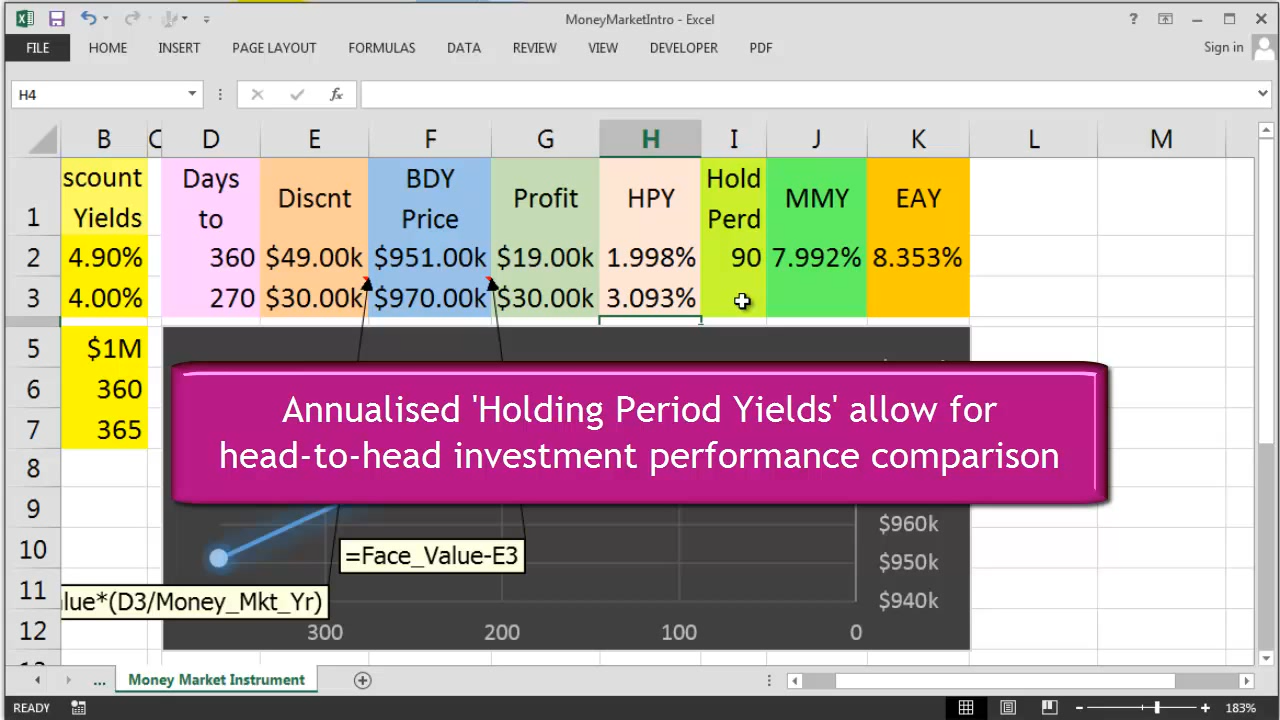 MoneyMarketIntro - Excel
?
FILE HOME INSERT PAGE LAYOUT FORMULAS DATA REVIEW VIEW DEVELOPER PDF Sign in
H4 fx
B C D E F G H I J K L M
1 scount Yields Days to Discnt BDY Price Profit HPY Hold Perd MMY EAY
2 4.90% 360 $49.00k $951.00k $19.00k 1.998% 90 7.992% 8.353%
3 4.00% 270 $30.00k $970.00k $30.00k 3.093%
5 $1M
6 360
7 365
Annualised 'Holding Period Yields' allow for
head-to-head investment performance comparison
8
9 $960k
10 =Face_Value-E3 $950k
11 alue*(D3/Money_Mkt_Yr) $940k
12 300 200 100 0
... Money Market Instrument
READY 183%